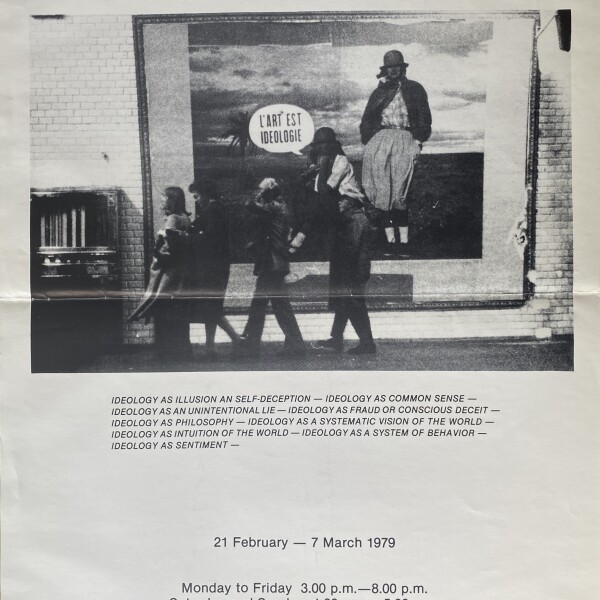 L'ART EST
IDEOLOGIE
IDEOLOGY AS ILLUSION AN SELF-DECEPTION — IDEOLOGY AS COMMON SENSE —
IDEOLOGY AS AN UNINTENTIONAL LIE — IDEOLOGY AS FRAUD OR CONSCIOUS DECEIT —
IDEOLOGY AS PHILOSOPHY — IDEOLOGY AS A SYSTEMATIC VISION OF THE WORLD —
IDEOLOGY AS INTUITION OF THE WORLD — IDEOLOGY AS A SYSTEM OF BEHAVIOR —
IDEOLOGY AS SENTIMENT —
21 February — 7 March 1979
Monday to Friday 3.00 p.m.—8.00 p.m.